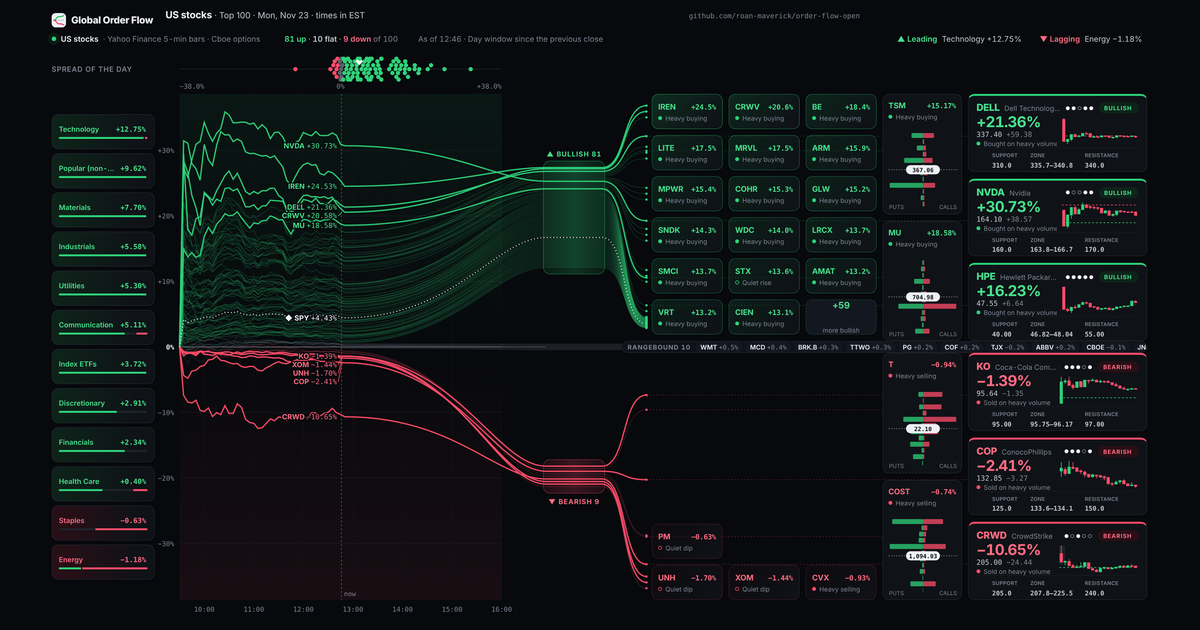 Global Order Flow
US stocks · Top 100 · Mon, Nov 23 · times in EST
github.com/roan-maverick/order-flow-open
US stocks · Yahoo Finance 5-min bars · Cboe options
81 up · 10 flat · 9 down of 100
As of 12:46 · Day window since the previous close
▲ Leading Technology +12.75%
▼ Lagging Energy −1.18%
SPREAD OF THE DAY
−38.0%
0%
+38.0%
Technology +12.75%
Popular (non-... +9.62%
Materials +7.70%
Industrials +5.58%
Utilities +5.30%
Communication +5.11%
Index ETFs +3.72%
Discretionary +2.91%
Financials +2.34%
Health Care +0.40%
Staples −0.63%
Energy −1.18%
+30%
+20%
+10%
0%
−10%
−20%
−30%
NVDA +30.73%
IREN +24.53%
DELL +21.36%
CRWV +20.58%
MU +18.58%
SPY +4.43%
KO −1.39%
XOM −1.44%
UNH −1.70%
COP −2.41%
CRWD −10.65%
now
10:00 11:00 12:00 13:00 14:00 15:00 16:00
▲ BULLISH 81
▼ BEARISH 9
IREN +24.5%
Heavy buying
CRWV +20.6%
Heavy buying
BE +18.4%
Heavy buying
LITE +17.5%
Heavy buying
MRVL +17.5%
Heavy buying
ARM +15.9%
Heavy buying
MPWR +15.4%
Heavy buying
COHR +15.3%
Heavy buying
GLW +15.2%
Heavy buying
SNDK +14.3%
Heavy buying
WDC +14.0%
Heavy buying
LRCX +13.7%
Heavy buying
SMCI +13.7%
Heavy buying
STX +13.6%
Quiet rise
AMAT +13.2%
Heavy buying
VRT +13.2%
Heavy buying
CIEN +13.1%
Heavy buying
+59
more bullish
TSM +15.17%
Heavy buying
367.06
PUTS CALLS
MU +18.58%
Heavy buying
704.98
PUTS CALLS
RANGEBOUND 10 WMT +0.5% MCD +0.4% BRK.B +0.3% TTWO +0.3% PG +0.2% COF +0.2% TJX −0.2% ABBV +0.2% CBOE −0.1% JN
T −0.94%
Heavy selling
22.10
PUTS CALLS
COST −0.74%
Heavy selling
1,094.03
PUTS CALLS
PM −0.63%
Quiet dip
UNH −1.70%
Quiet dip
XOM −1.44%
Quiet dip
CVX −0.93%
Heavy selling
DELL Dell Technolog... BULLISH
+21.36%
337.40 +59.38
Bought on heavy volume
SUPPORT ZONE RESISTANCE
310.0 335.7–340.8 340.0
NVDA Nvidia BULLISH
+30.73%
164.10 +38.57
Bought on heavy volume
SUPPORT ZONE RESISTANCE
160.0 163.8–166.7 170.0
HPE Hewlett Packar... BULLISH
+16.23%
47.55 +6.64
Bought on heavy volume
SUPPORT ZONE RESISTANCE
40.00 46.82–48.04 55.00
KO Coca-Cola Com... BEARISH
−1.39%
95.64 −1.35
Sold on heavy volume
SUPPORT ZONE RESISTANCE
95.00 95.75–96.17 97.00
COP ConocoPhillips BEARISH
−2.41%
132.85 −3.27
Sold on heavy volume
SUPPORT ZONE RESISTANCE
125.0 133.6–134.1 150.0
CRWD CrowdStrike BEARISH
−10.65%
205.00 −24.44
Sold on heavy volume
SUPPORT ZONE RESISTANCE
205.0 207.8–225.5 240.0